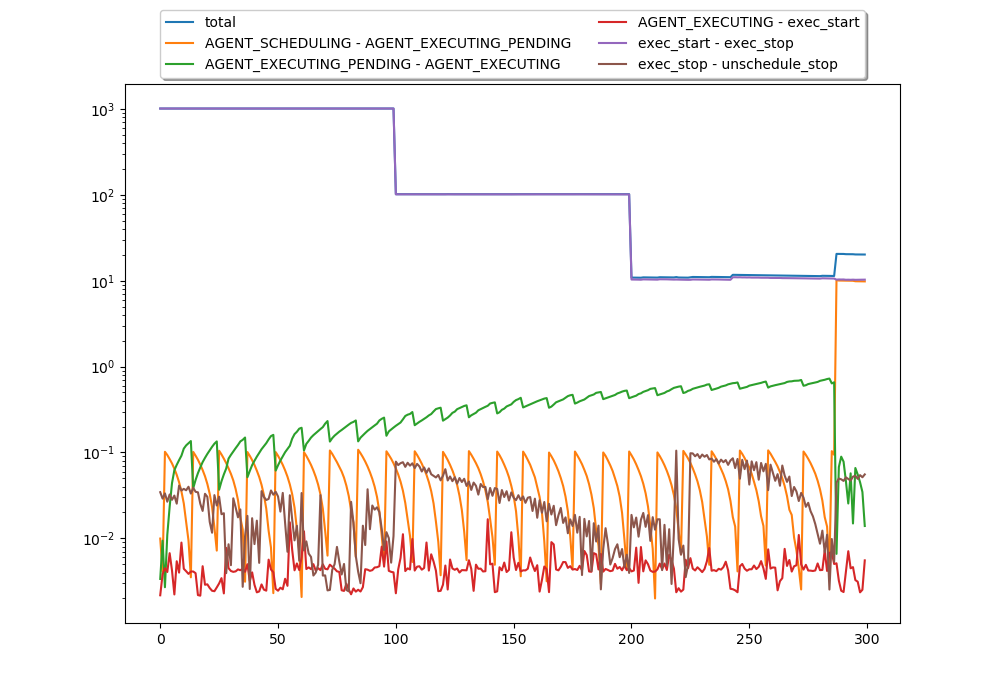 total
AGENT_SCHEDULING - AGENT_EXECUTING_PENDING
AGENT_EXECUTING_PENDING - AGENT_EXECUTING
AGENT_EXECUTING - exec_start
exec_start - exec_stop
exec_stop - unschedule_stop
10³
10²
10¹
10⁰
10⁻¹
10⁻²
0 50 100 150 200 250 300